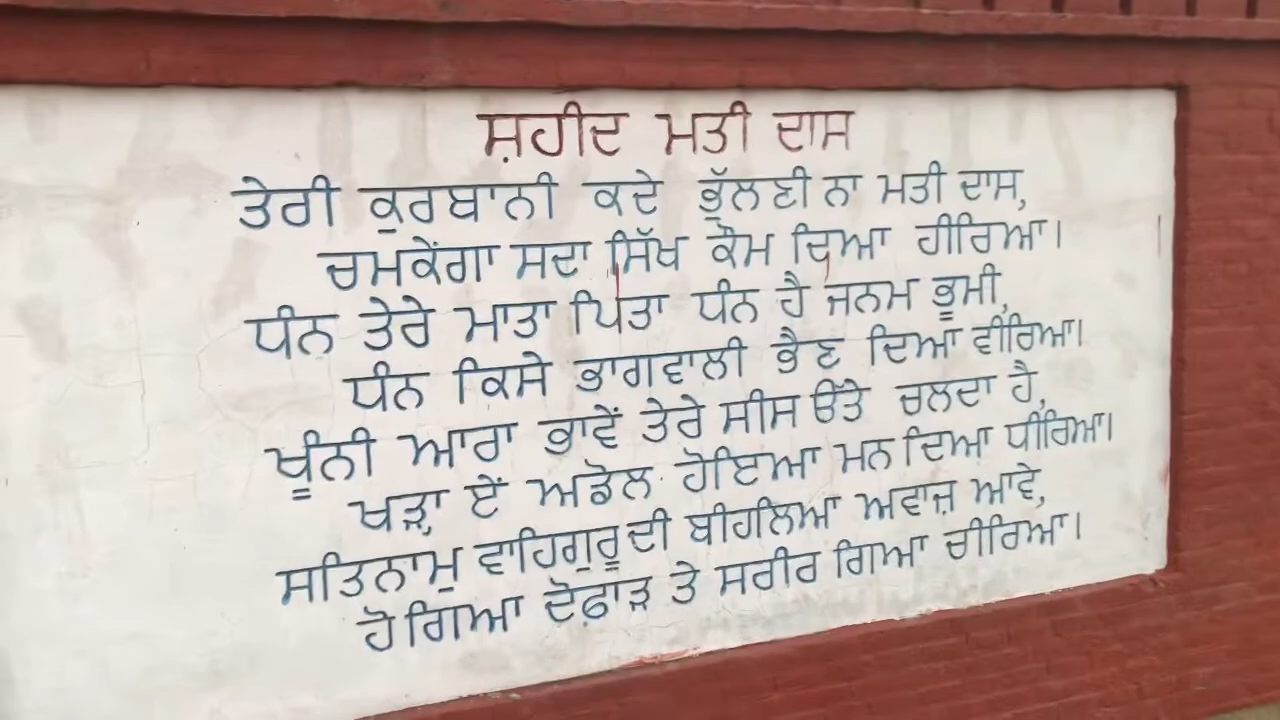 ਸ਼ਹੀਦ ਮਤੀ ਦਾਸ
ਤੇਰੀ ਕੁਰਬਾਨੀ ਕਦੇ ਭੁੱਲਣੀ ਨਾ ਮਤੀ ਦਾਸ,
ਚਮਕੇਂਗਾ ਸਦਾ ਸਿੱਖ ਕੌਮ ਦਿਆ ਹੀਰਿਆ।
ਧੰਨ ਤੇਰੇ ਮਾਤਾ ਪਿਤਾ ਧੰਨ ਹੈ ਜਨਮ ਭੂਮੀ,
ਧੰਨ ਕਿਸੇ ਭਾਗਵਾਲੀ ਭੈਣ ਦਿਆ ਵੀਰਿਆ।
ਖੂੰਨੀ ਆਰਾ ਭਾਵੇਂ ਤੇਰੇ ਸੀਸ ਓੁੱਤੇ ਚਲਦਾ ਹੈ,
ਖੜ੍ਹਾ ਏਂ ਅਡੋਲ ਹੋਇਆ ਮਨ ਦਿਆ ਧੀਰਿਆ।
ਸਤਿਨਾਮੁ ਵਾਹਿਗੁਰੂ ਦੀ ਬੀਹਲਿਆ ਅਵਾਜ਼ ਆਵੇ,
ਹੋ ਗਿਆ ਦੋਫ਼ਾੜ ਤੇ ਸਰੀਰ ਗਿਆ ਚੀਰਿਆ।